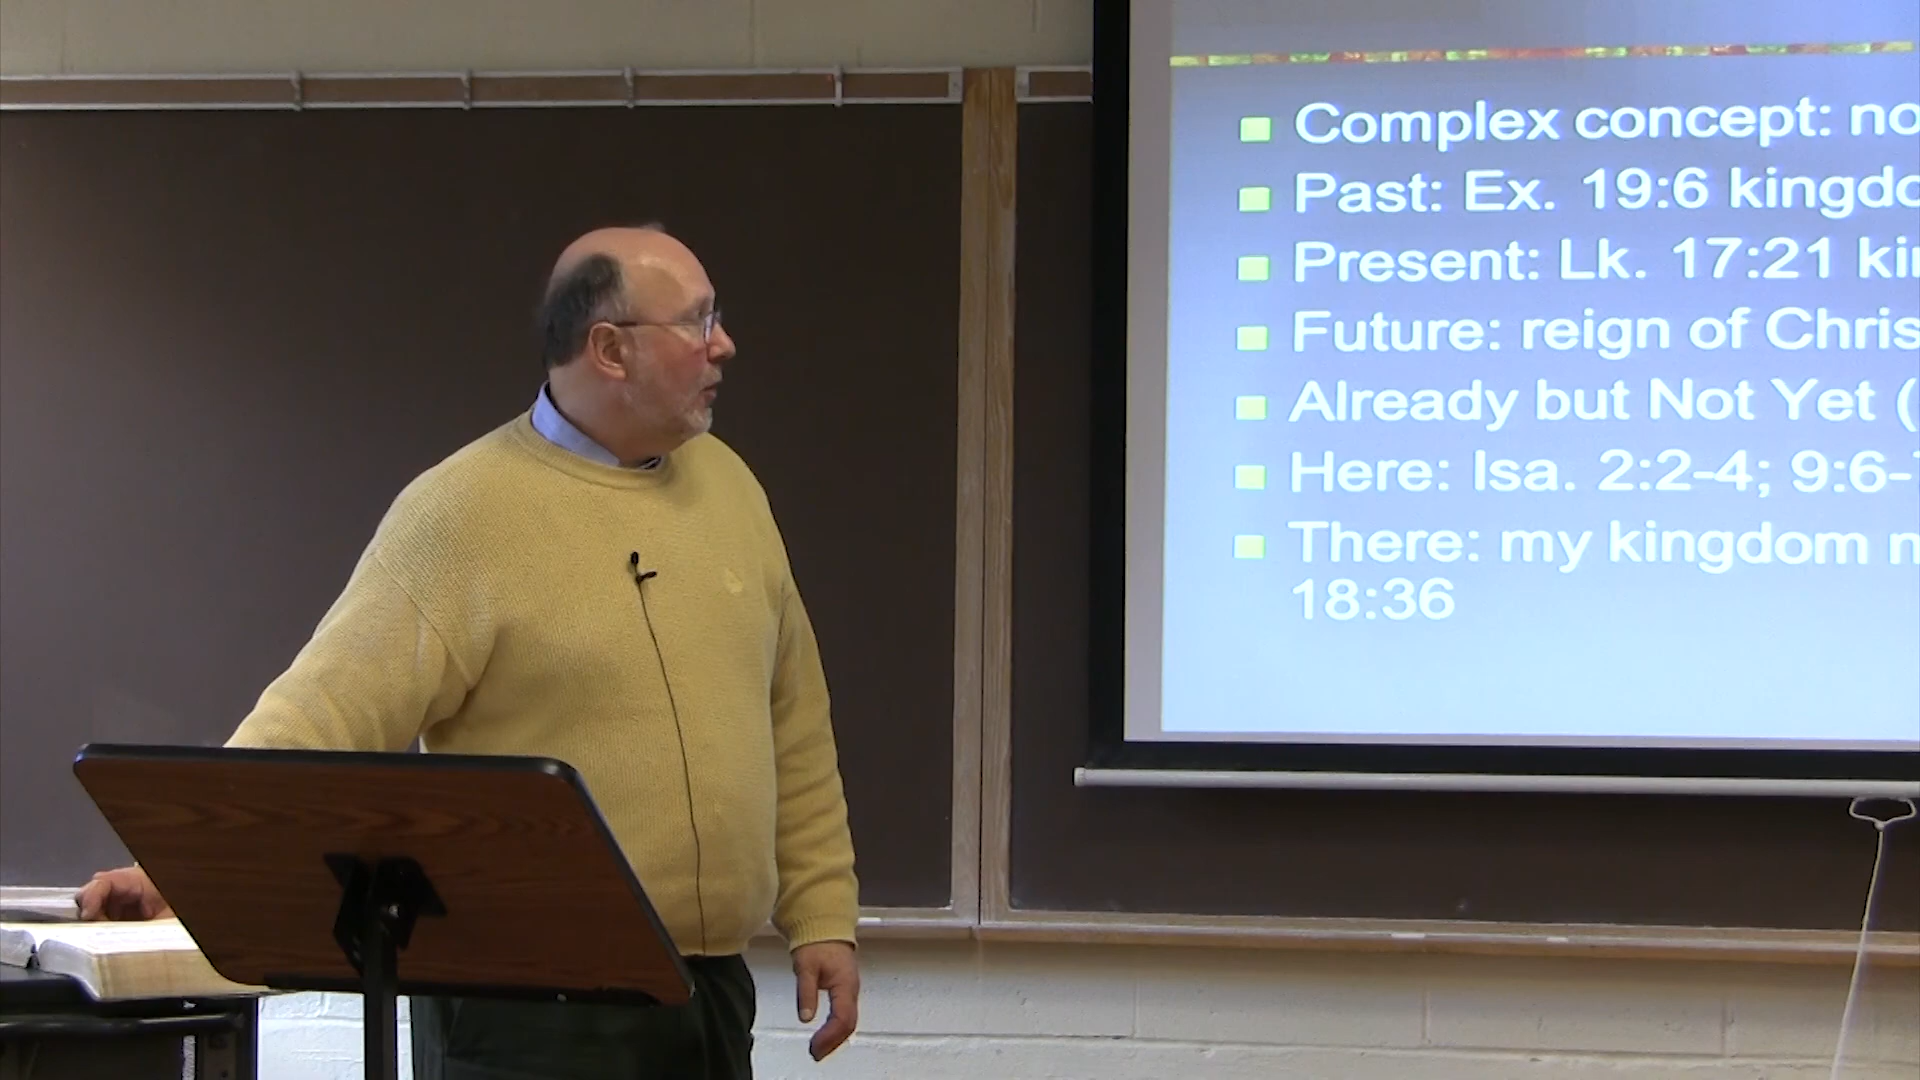 Complex concept: no
Past: Ex. 19:6 kingdo
Present: Lk. 17:21 ki
Future: reign of Chris
Already but Not Yet (
Here: Isa. 2:2-4; 9:6-
There: my kingdom n
18:36